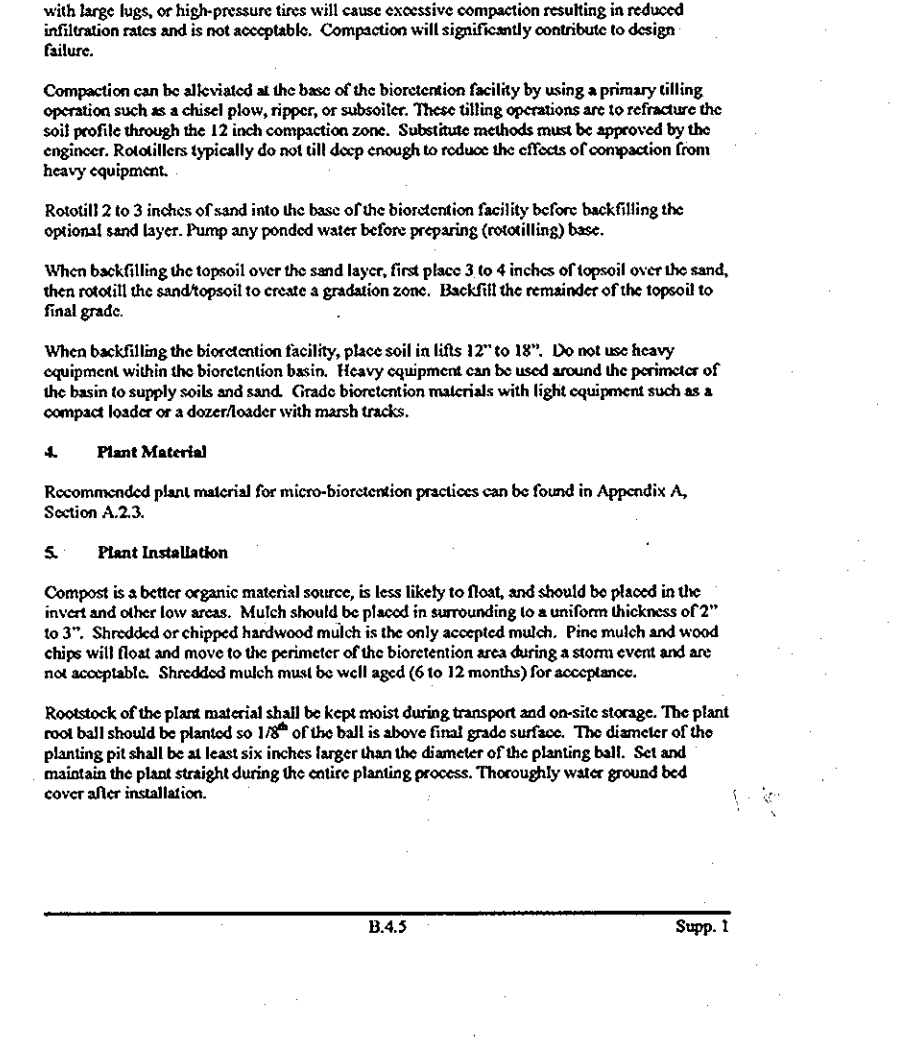 with large lugs, or high-pressure tires will cause excessive compaction resulting in reduced
infiltration rates and is not acceptable.  Compaction will significantly contribute to design
failure.
Compaction can be alleviated at the base of the bioretention facility by using a primary tilling
operation such as a chisel plow, ripper, or subsoiler. These tilling operations are to refracture the
soil profile through the 12 inch compaction zone.  Substitute methods must be approved by the
engineer. Rototillers typically do not till deep enough to reduce the effects of compaction from
heavy equipment.
Rototill 2 to 3 inches of sand into the base of the bioretention facility before backfilling the
optional sand layer. Pump any ponded water before preparing (rototilling) base.
When backfilling the topsoil over the sand layer, first place 3 to 4 inches of topsoil over the sand,
then rototill the sand/topsoil to create a gradation zone.  Backfill the remainder of the topsoil to
final grade.
When backfilling the bioretention facility, place soil in lifts 12" to 18".  Do not use heavy
equipment within the bioretention basin.  Heavy equipment can be used around the perimeter of
the basin to supply soils and sand.  Grade bioretention materials with light equipment such as a
compact loader or a dozer/loader with marsh tracks.
4. Plant Material
Recommended plant material for micro-bioretention practices can be found in Appendix A,
Section A.2.3.
5. Plant Installation
Compost is a better organic material source, is less likely to float, and should be placed in the
invert and other low areas.  Mulch should be placed in surrounding to a uniform thickness of 2"
to 3".  Shredded or chipped hardwood mulch is the only accepted mulch.  Pine mulch and wood
chips will float and move to the perimeter of the bioretention area during a storm event and are
not acceptable.  Shredded mulch must be well aged (6 to 12 months) for acceptance.
Rootstock of the plant material shall be kept moist during transport and on-site storage. The plant
root ball should be planted so 1/8th of the ball is above final grade surface.  The diameter of the
planting pit shall be at least six inches larger than the diameter of the planting ball.  Set and
maintain the plant straight during the entire planting process. Thoroughly water ground bed
cover after installation.
B.4.5 Supp. 1